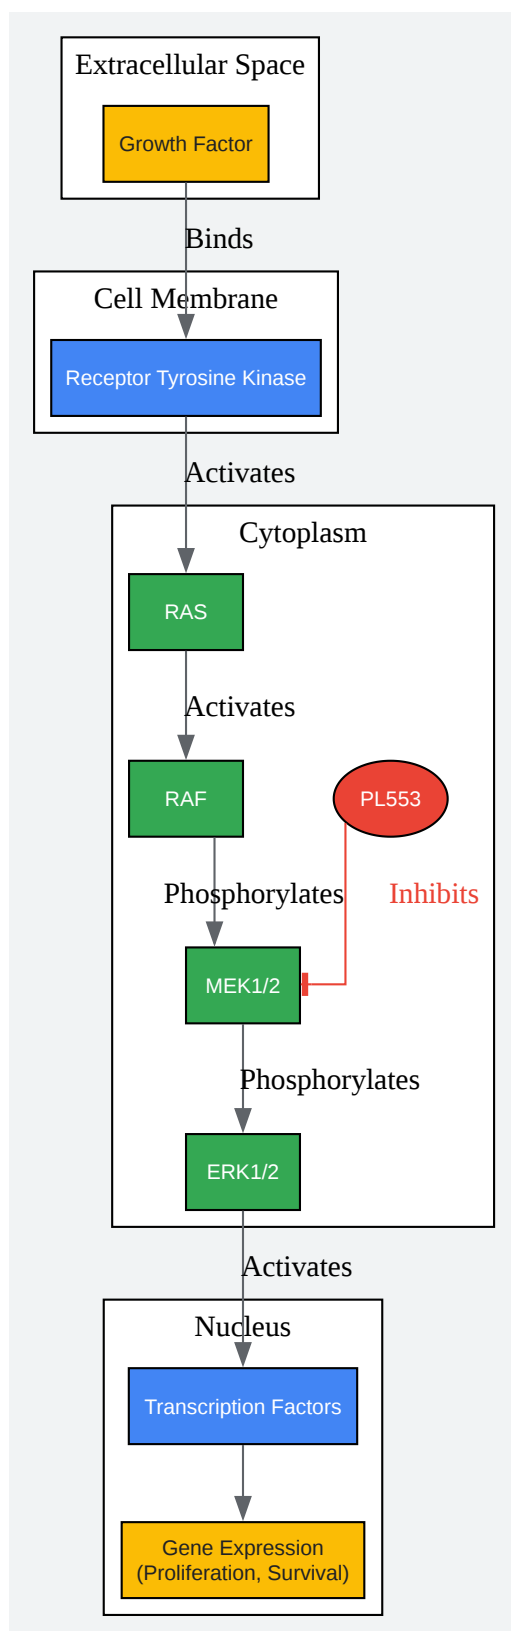 Extracellular Space
Growth Factor
Binds
Cell Membrane
Receptor Tyrosine Kinase
Activates
Cytoplasm
RAS
Activates
RAF
PL553
Phosphorylates
Inhibits
MEK1/2
Phosphorylates
ERK1/2
Activates
Nucleus
Transcription Factors
Gene Expression
(Proliferation, Survival)